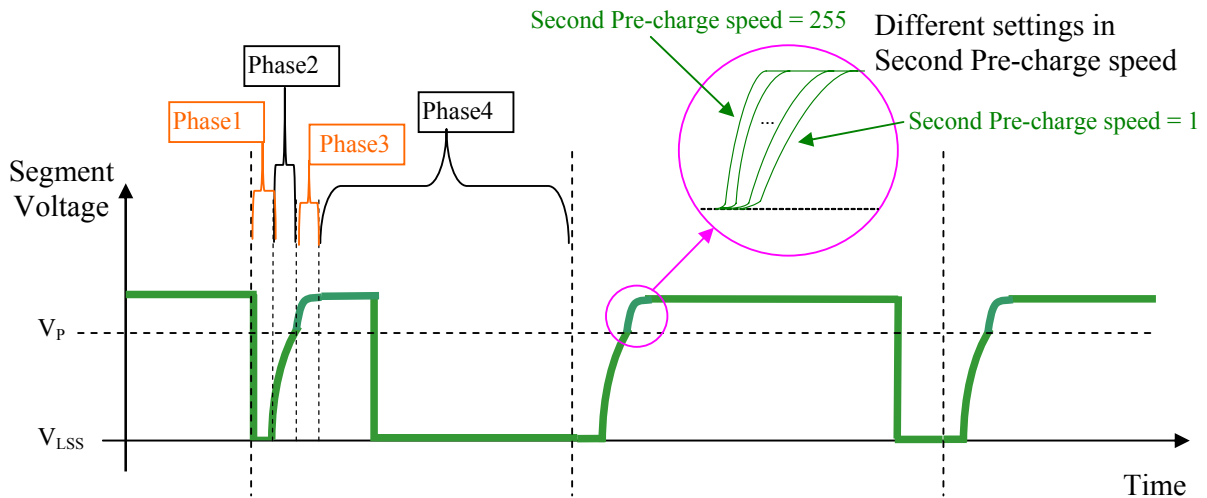 Second Pre-charge speed = 255
Different settings in
Second Pre-charge speed
Phase2
Phase1
Phase4
Phase3
...
Second Pre-charge speed = 1
Segment
Voltage
VP
VLSS
Time